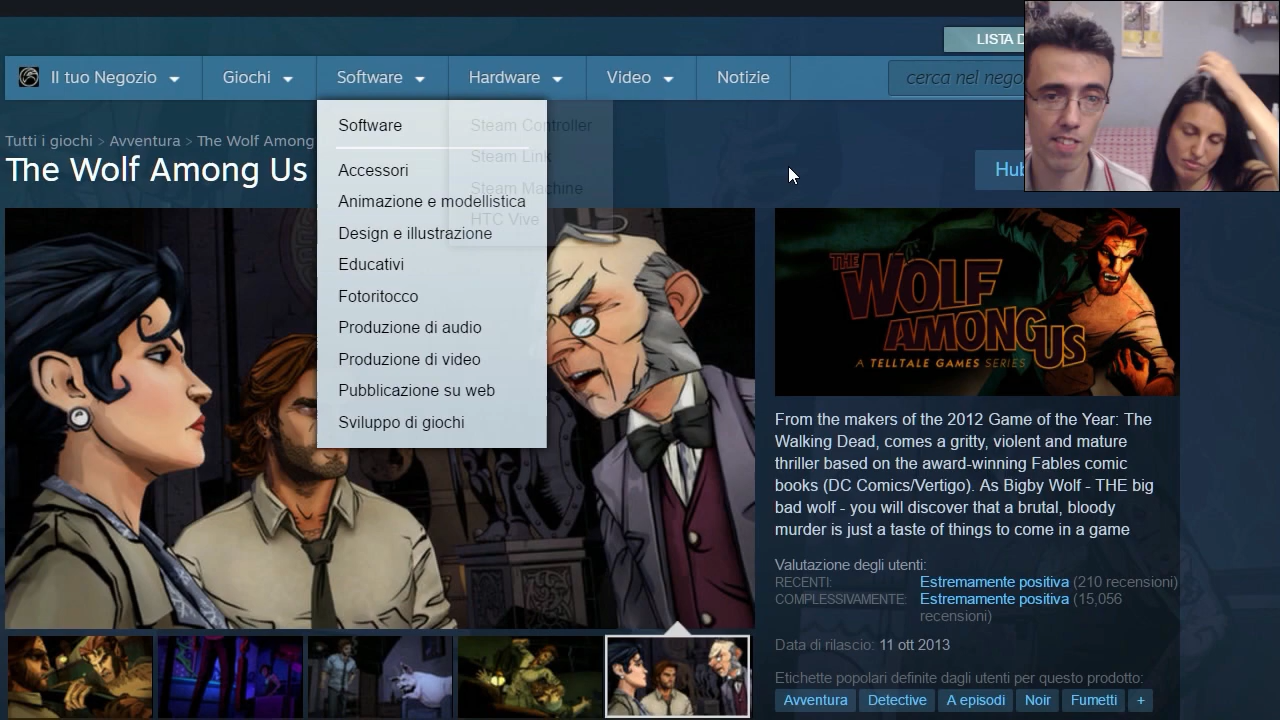 LISTA D
Il tuo Negozio
Giochi
Software
Hardware
Video
Notizie
cerca nel nego
Software
Accessori
Animazione e modellistica
Design e illustrazione
Educativi
Fotoritocco
Produzione di audio
Produzione di video
Pubblicazione su web
Sviluppo di giochi
Steam Controller
Steam Link
Steam Machine
HTC Vive
Tutti i giochi > Avventura > The Wolf Among
The Wolf Among Us
Hub
THE
WOLF
AMONG US
A TELLTALE GAMES SERIES
From the makers of the 2012 Game of the Year: The
Walking Dead, comes a gritty, violent and mature
thriller based on the award-winning Fables comic
books (DC Comics/Vertigo). As Bigby Wolf - THE big
bad wolf - you will discover that a brutal, bloody
murder is just a taste of things to come in a game
Valutazione degli utenti:
RECENTI: Estremamente positiva (210 recensioni)
COMPLESSIVAMENTE: Estremamente positiva (15,056
recensioni)
Data di rilascio: 11 ott 2013
Etichette popolari definite dagli utenti per questo prodotto:
Avventura Detective A episodi Noir Fumetti +